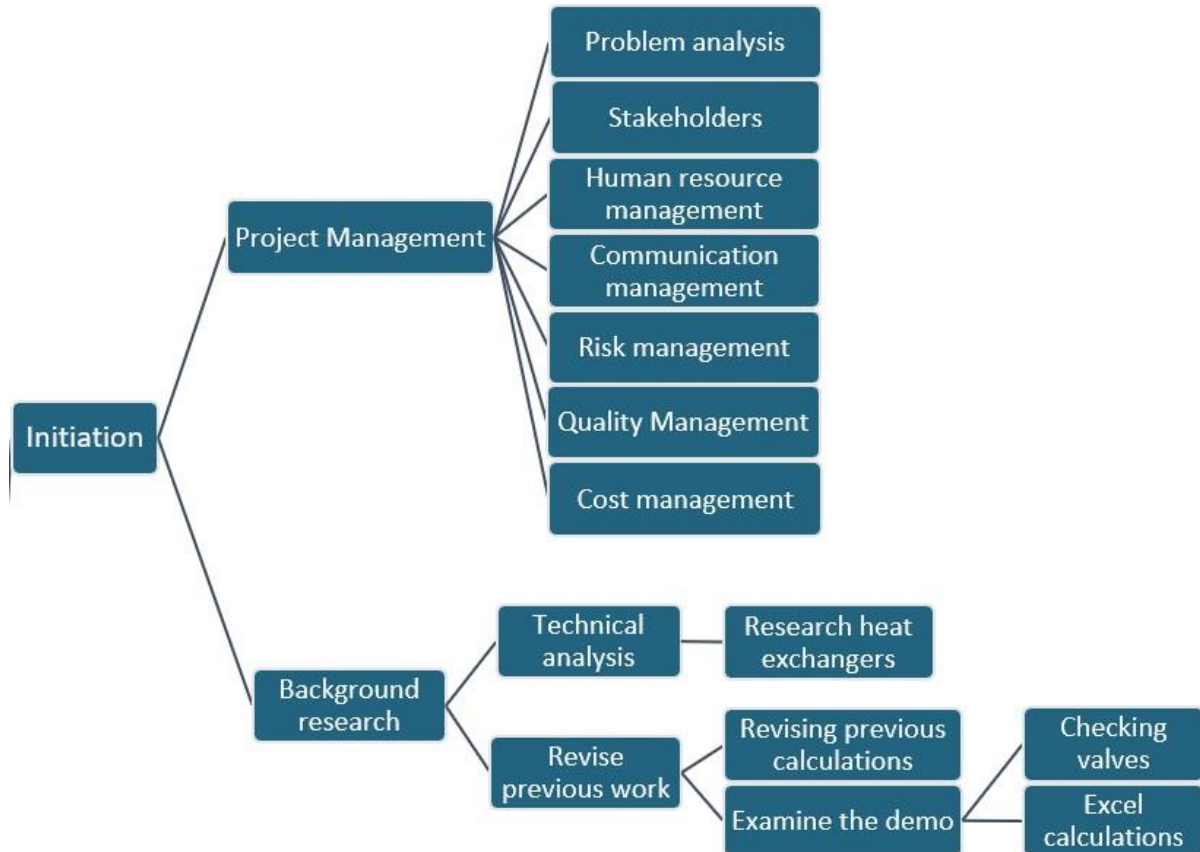 Problem analysis
Stakeholders
Human resource
management
Project Management
Communication
management
Risk management
Initiation
Quality Management
Cost management
Technical
analysis
Research heat
exchangers
Background
research
Revise
previous work
Revising previous
calculations
Checking
valves
Examine the demo
Excel
calculations